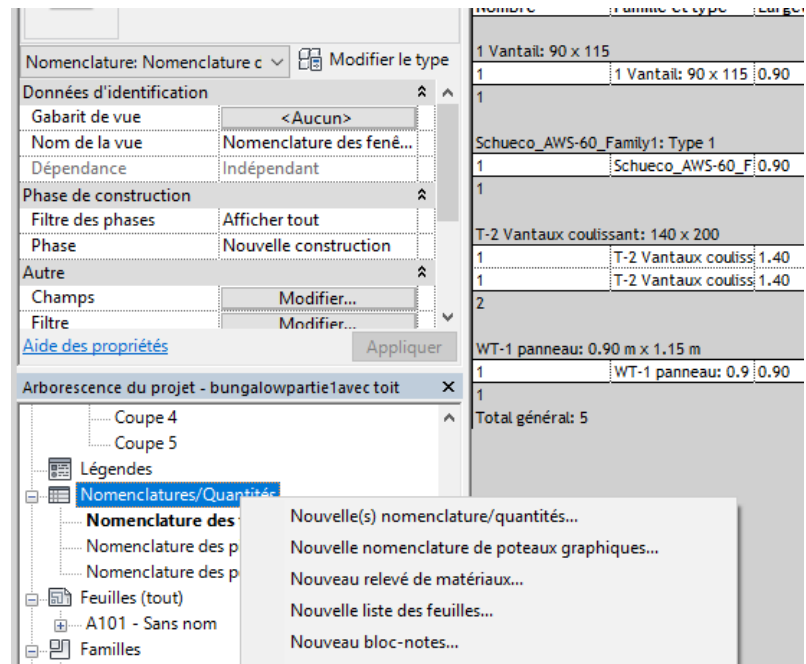 Nomenclature: Nomenclature c
Modifier le type
Données d'identification
Gabarit de vue <Aucun>
Nom de la vue Nomenclature des fenê...
Dépendance Indépendant
Phase de construction
Filtre des phases Afficher tout
Phase Nouvelle construction
Autre
Champs Modifier...
Filtre Modifier...
Aide des propriétés Appliquer
Arborescence du projet - bungalowpartie1avec toit x
Coupe 4
Coupe 5
Légendes
Nomenclatures/Quantités
Nomenclature des
Nomenclature des p
Nomenclature des p
Feuilles (tout)
A101 - Sans nom
Familles
Nouvelle(s) nomenclature/quantités...
Nouvelle nomenclature de poteaux graphiques...
Nouveau relevé de matériaux...
Nouvelle liste des feuilles...
Nouveau bloc-notes...
Nombre Famille et type
1 Vantail: 90 x 115
1 1 Vantail: 90 x 115 0.90
1
Schueco_AWS-60_Family1: Type 1
1 Schueco_AWS-60_F 0.90
1
T-2 Vantaux coulissant: 140 x 200
1 T-2 Vantaux couliss 1.40
1 T-2 Vantaux couliss 1.40
2
WT-1 panneau: 0.90 m x 1.15 m
1 WT-1 panneau: 0.9 0.90
1
Total général: 5